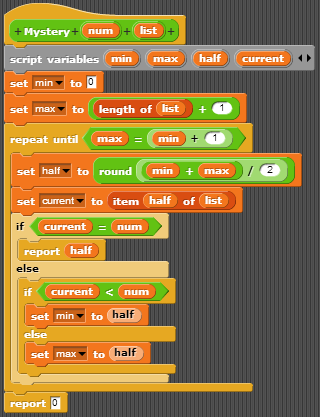 + Mystery + num + list +
script variables min max half current
set min to 0
set max to length of list + 1
repeat until max = min + 1
set half to round min + max / 2
set current to item half of list
if current = num
report half
else
if current < num
set min to half
else
set max to half
report 0